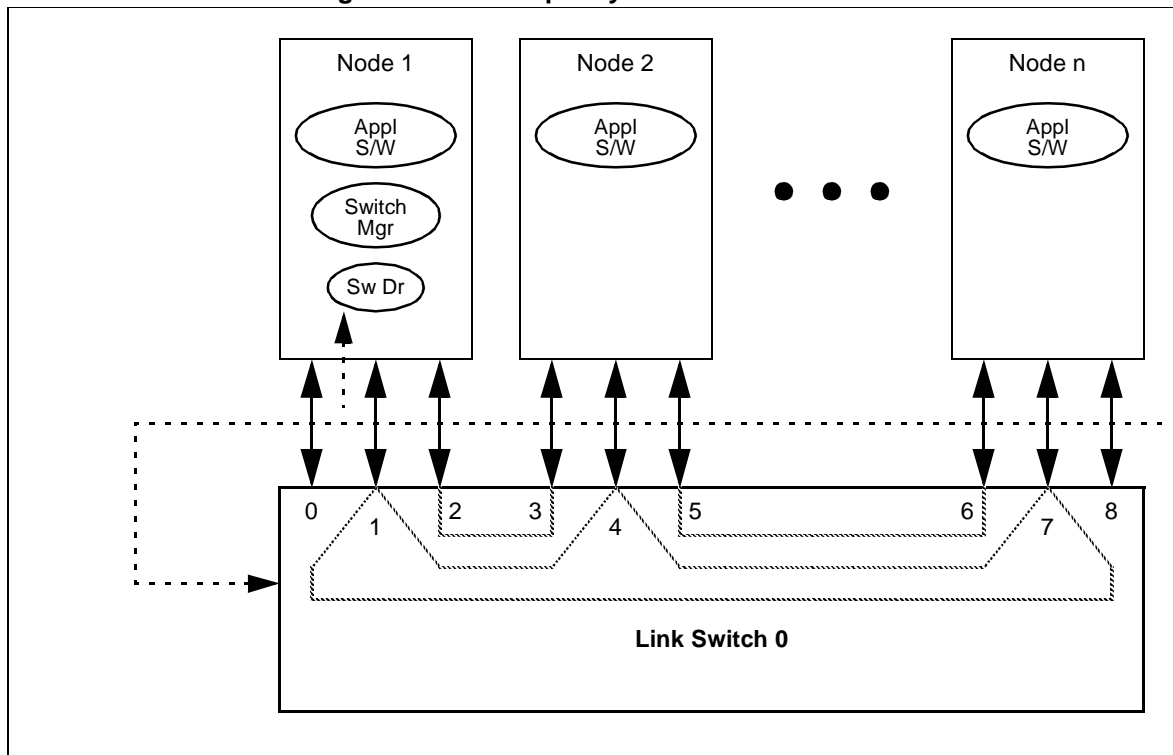 Node 1
Node 2
Node n
Appl
S/W
Appl
S/W
Appl
S/W
Switch
Mgr
Sw Dr
0
1
2
3
4
5
6
7
8
Link Switch 0